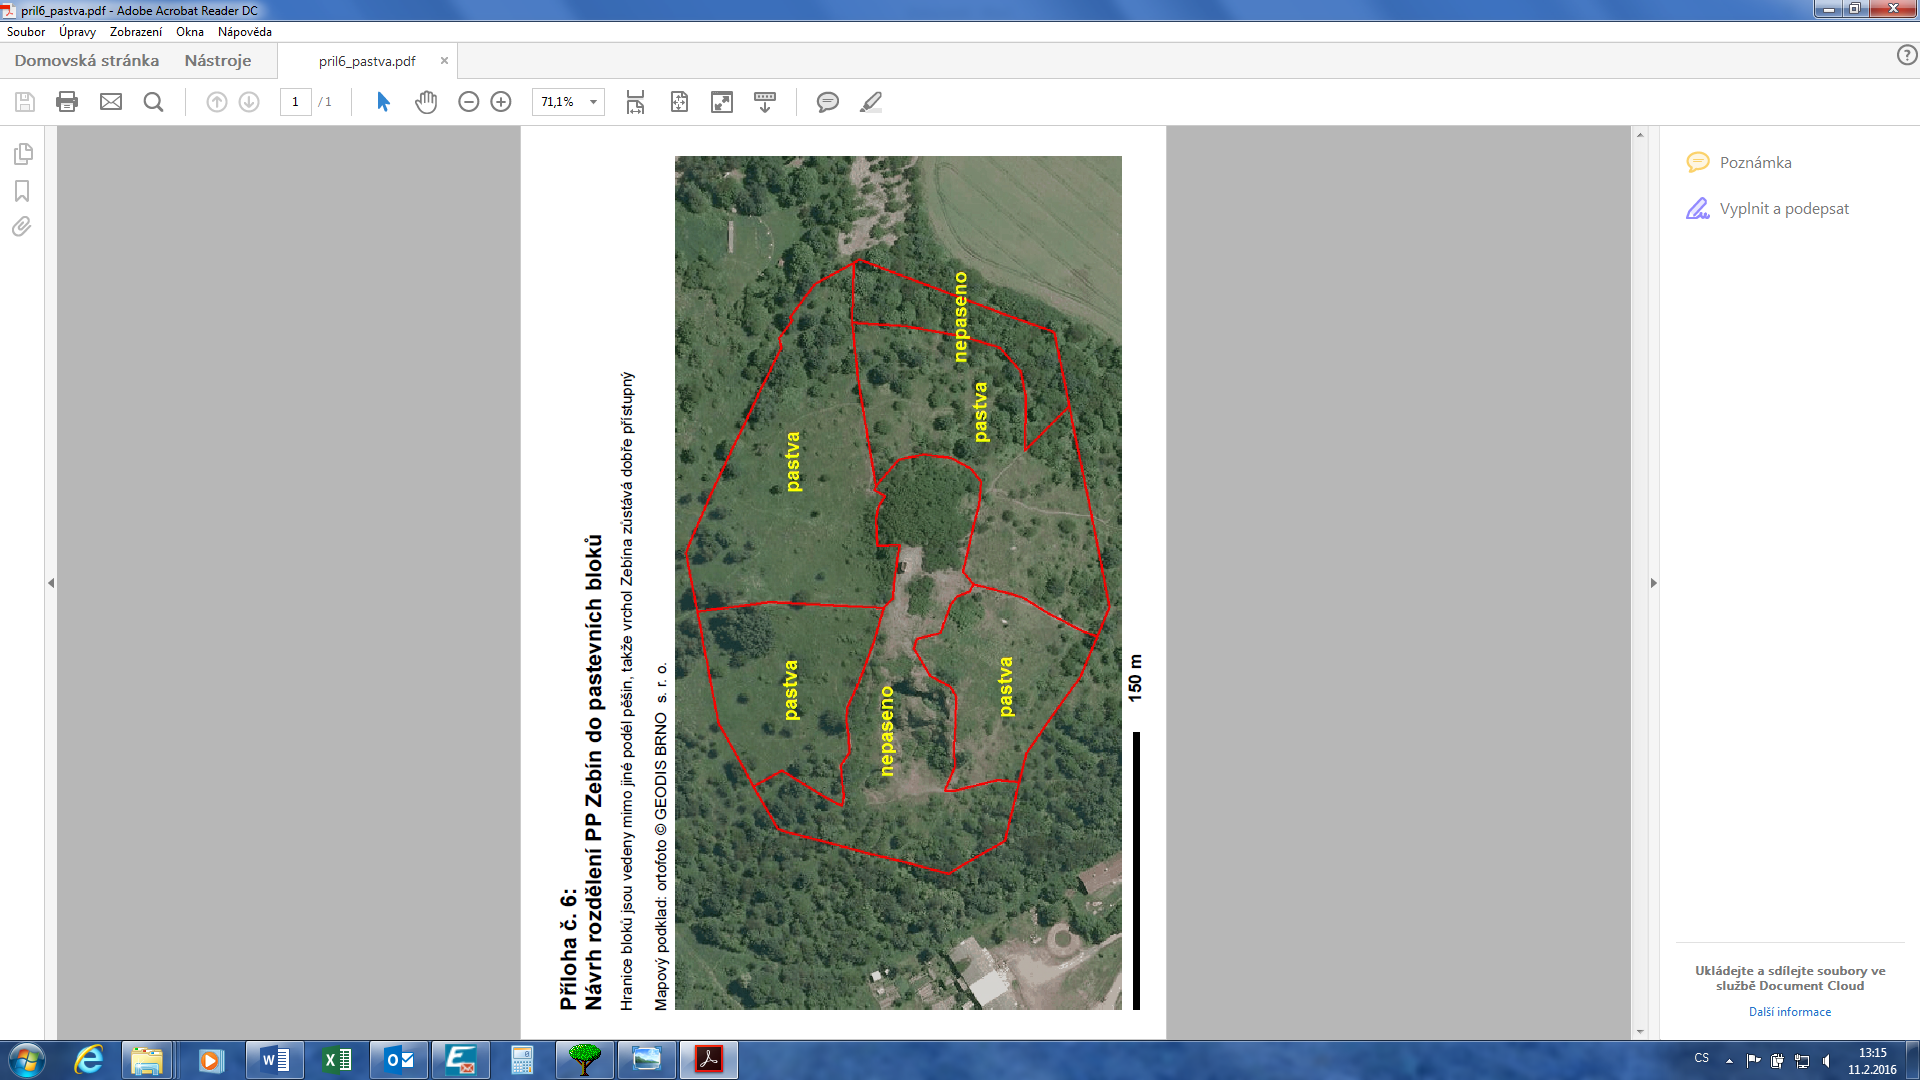 pril6_pastva.pdf - Adobe Acrobat Reader DC
Soubor Úpravy Zobrazení Okna Nápověda
Domovská stránka Nástroje pril6_pastva.pdf ×
1 / 1 71,1%
Příloha č. 6:
Návrh rozdělení PP Zebín do pastevních bloků
Hranice bloků jsou vedeny mimo jiné podél pěšin, takže vrchol Zebína zůstává dobře přístupný
Mapový podklad: ortofoto © GEODIS BRNO s. r. o.
nepaseno
pastva
pastva
pastva
nepaseno
pastva
150 m
Poznámka
Vyplnit a podepsat
Ukládejte a sdílejte soubory ve
službě Document Cloud
Další informace
CS
13:15
11.2.2016